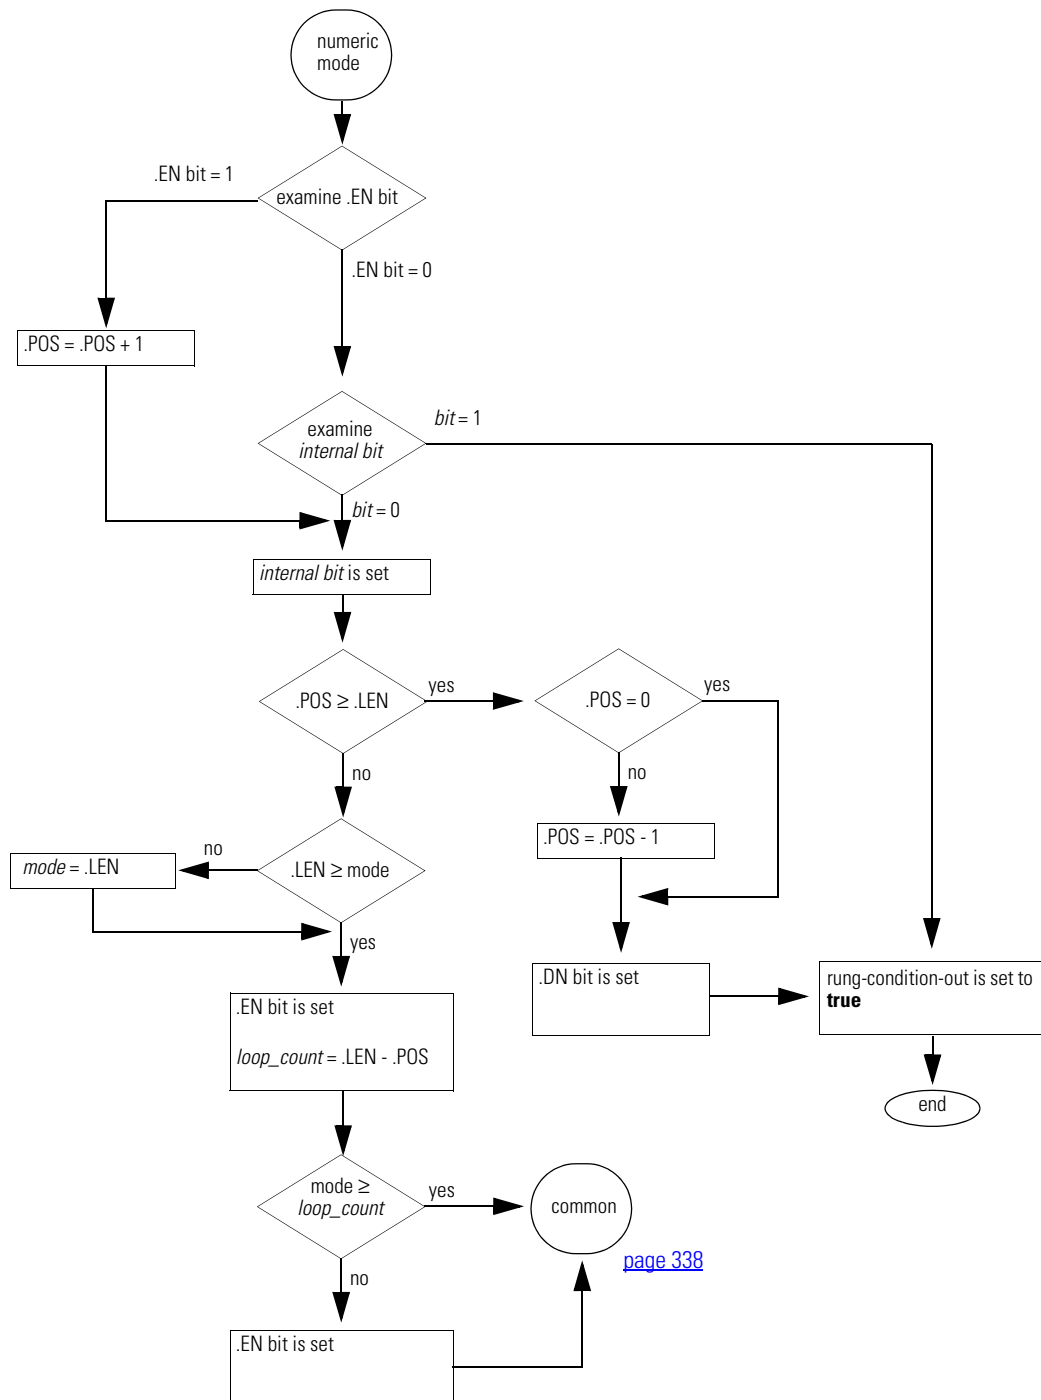 numeric
mode
.EN bit = 1
examine .EN bit
.EN bit = 0
.POS = .POS + 1
examine
internal bit
bit = 1
bit = 0
internal bit is set
.POS ≥ .LEN
yes
.POS = 0
yes
no
no
.POS = .POS - 1
mode = .LEN
no
.LEN ≥ mode
yes
.DN bit is set
rung-condition-out is set to
true
.EN bit is set
loop_count = .LEN - .POS
end
mode ≥
loop_count
yes
common
page 338
no
.EN bit is set